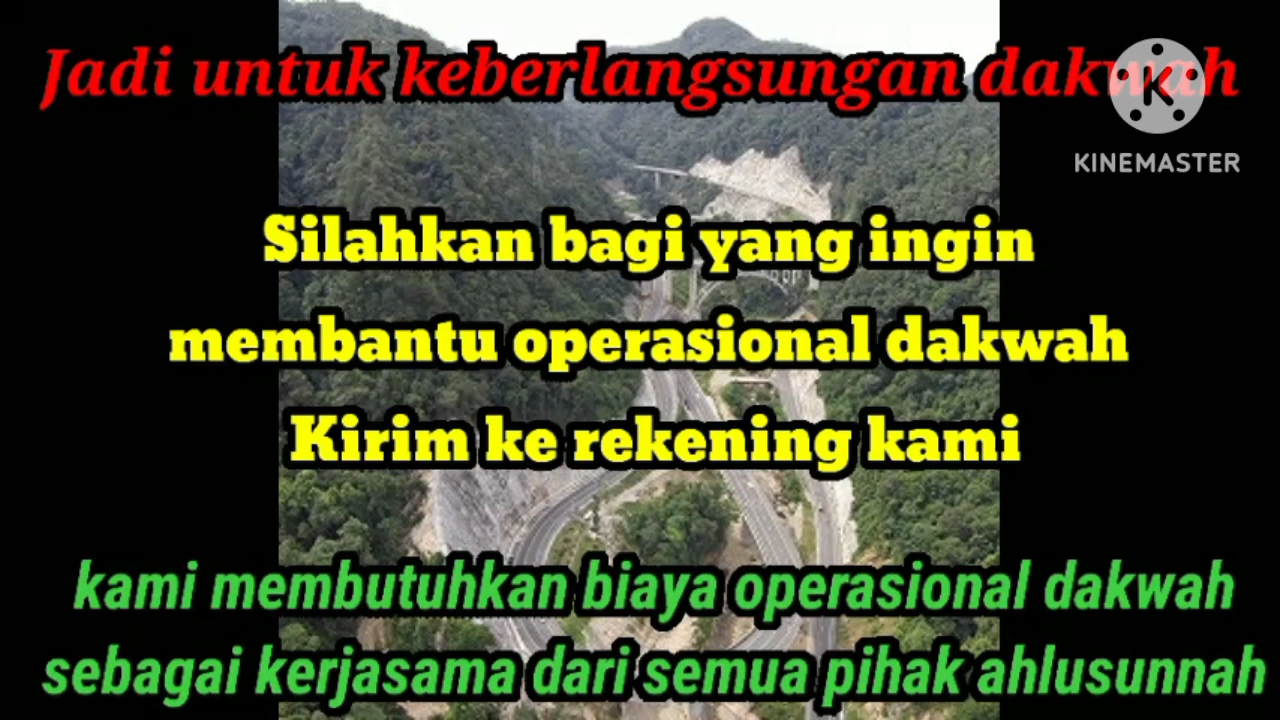 Jadi untuk keberlangsungan dakwah
K
KINEMASTER
Silahkan bagi yang ingin
membantu operasional dakwah
Kirim ke rekening kami
kami membutuhkan biaya operasional dakwah
sebagai kerjasama dari semua pihak ahlusunnah